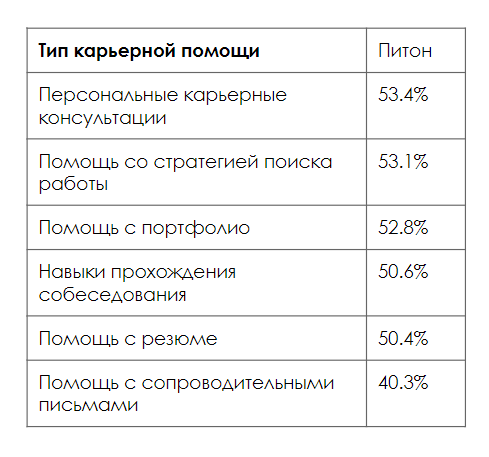 Тип карьерной помощи Питон
Персональные карьерные 53.4%
консультации
Помощь со стратегией поиска 53.1%
работы
Помощь с портфолио 52.8%
Навыки прохождения 50.6%
собеседования
Помощь с резюме 50.4%
Помощь с сопроводительными 40.3%
письмами